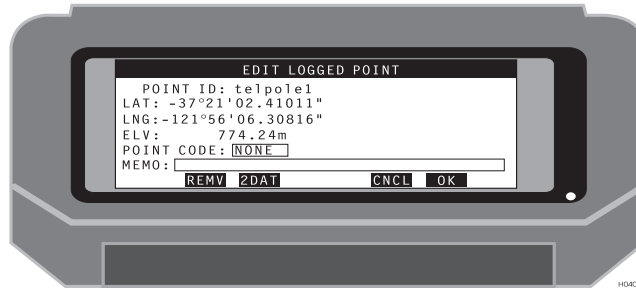 EDIT LOGGED POINT
POINT ID: telpole1
LAT: -37°21'02.41011"
LNG:-121°56'06.30816"
ELV: 774.24m
POINT CODE: NONE
MEMO:
REMV 2DAT CNCL OK
H040